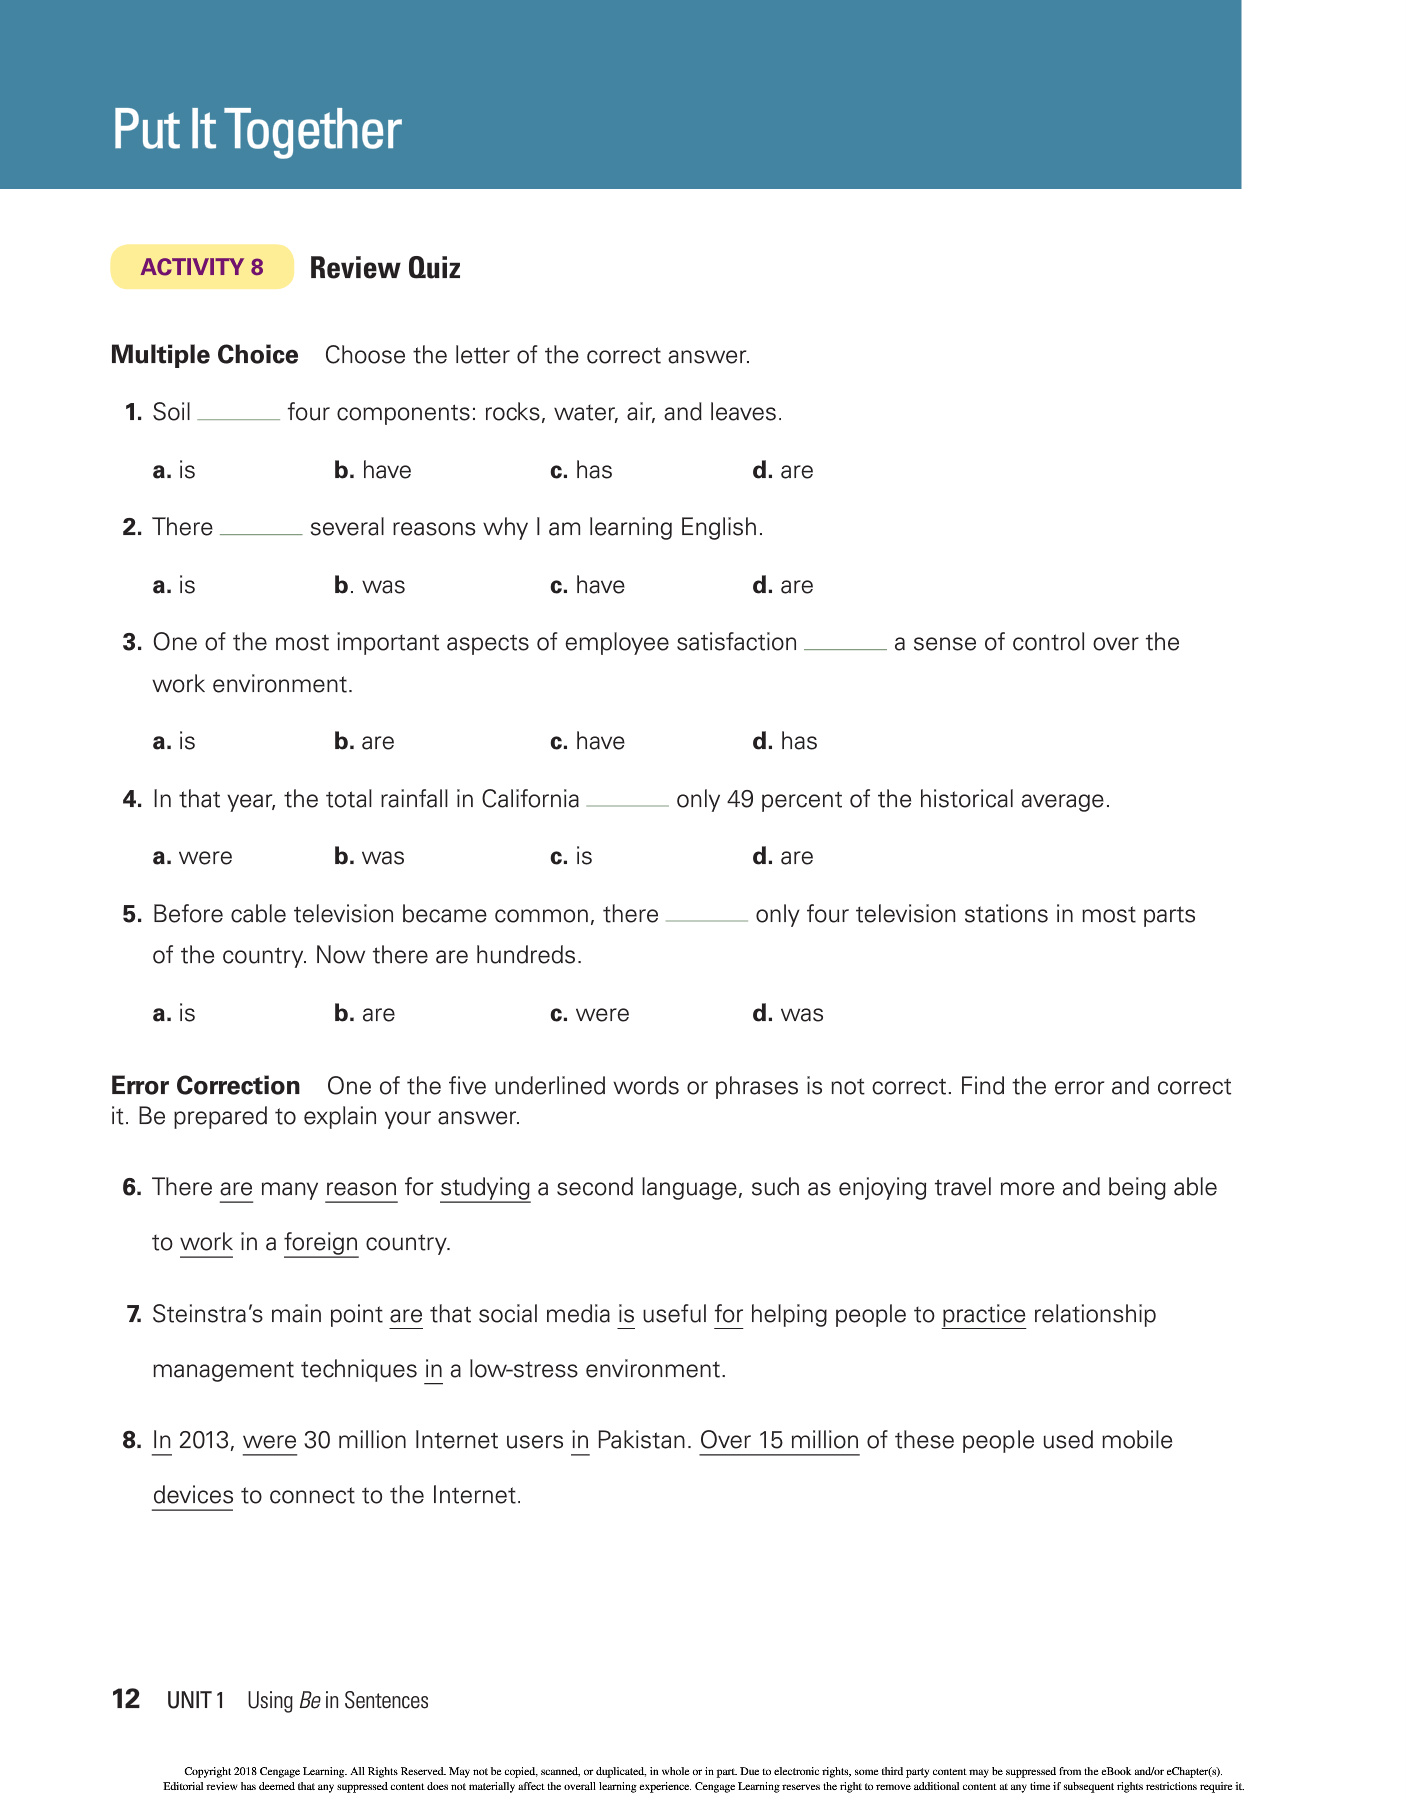 Put It Together
ACTIVITY 8 Review Quiz
Multiple Choice Choose the letter of the correct answer.
1. Soil ______ four components: rocks, water, air, and leaves.
a. is b. have c. has d. are
2. There ______ several reasons why I am learning English.
a. is b. was c. have d. are
3. One of the most important aspects of employee satisfaction ______ a sense of control over the
work environment.
a. is b. are c. have d. has
4. In that year, the total rainfall in California ______ only 49 percent of the historical average.
a. were b. was c. is d. are
5. Before cable television became common, there ______ only four television stations in most parts
of the country. Now there are hundreds.
a. is b. are c. were d. was
Error Correction One of the five underlined words or phrases is not correct. Find the error and correct
it. Be prepared to explain your answer.
6. There are many reason for studying a second language, such as enjoying travel more and being able
to work in a foreign country.
7. Steinstra's main point are that social media is useful for helping people to practice relationship
management techniques in a low-stress environment.
8. In 2013, were 30 million Internet users in Pakistan. Over 15 million of these people used mobile
devices to connect to the Internet.
12 UNIT 1 Using Be in Sentences
Copyright 2018 Cengage Learning. All Rights Reserved. May not be copied, scanned, or duplicated, in whole or in part. Due to electronic rights, some third party content may be suppressed from the eBook and/or eChapter(s).
Editorial review has deemed that any suppressed content does not materially affect the overall learning experience. Cengage Learning reserves the right to remove additional content at any time if subsequent rights restrictions require it.